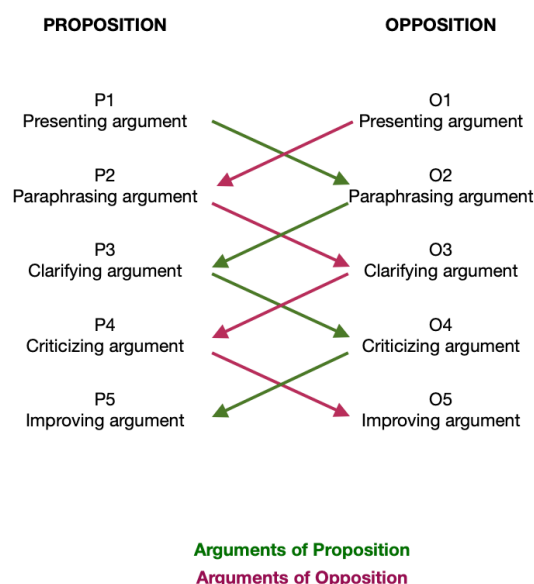 PROPOSITION
OPPOSITION
P1
Presenting argument
O1
Presenting argument
P2
Paraphrasing argument
O2
Paraphrasing argument
P3
Clarifying argument
O3
Clarifying argument
P4
Criticizing argument
O4
Criticizing argument
P5
Improving argument
O5
Improving argument
Arguments of Proposition
Arguments of Opposition